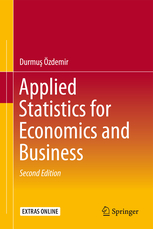 Durmuş Özdemir
Applied
Statistics for
Economics and
Business
Second Edition
EXTRAS ONLINE
Springer